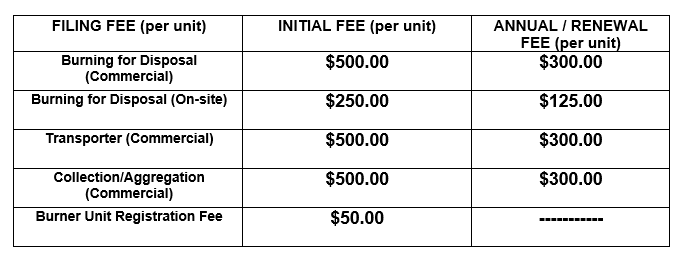 FILING FEE (per unit) INITIAL FEE (per unit) ANNUAL / RENEWAL
FEE (per unit)
Burning for Disposal
(Commercial) $500.00 $300.00
Burning for Disposal (On-site) $250.00 $125.00
Transporter (Commercial) $500.00 $300.00
Collection/Aggregation
(Commercial) $500.00 $300.00
Burner Unit Registration Fee $50.00 -----------